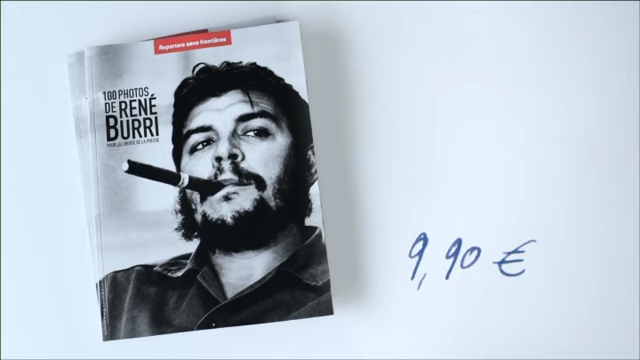 Reporters sans frontières
100 PHOTOS
DE RENÉ
BURRI
POUR LA LIBERTÉ DE LA PRESSE
9,90 €